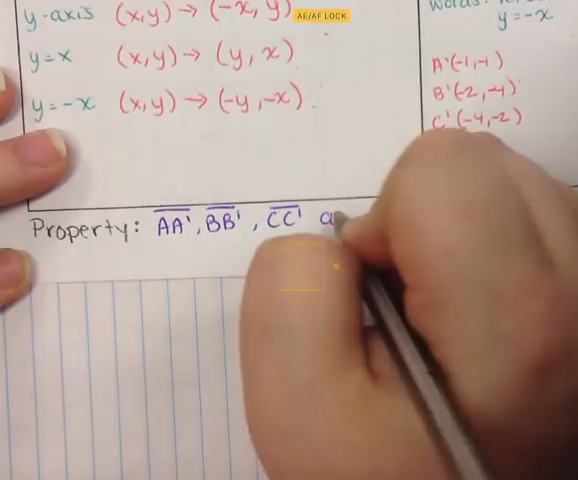 y-axis (x,y) → (-x, y)
AE/AF LOCK
y=x (x,y) → (y, x)
y=-x (x,y) → (-y,-x)
y=-x
A'(-1,-1)
B'(-2,-4)
C'(-4,-2)
Property: AA', BB', CC' a